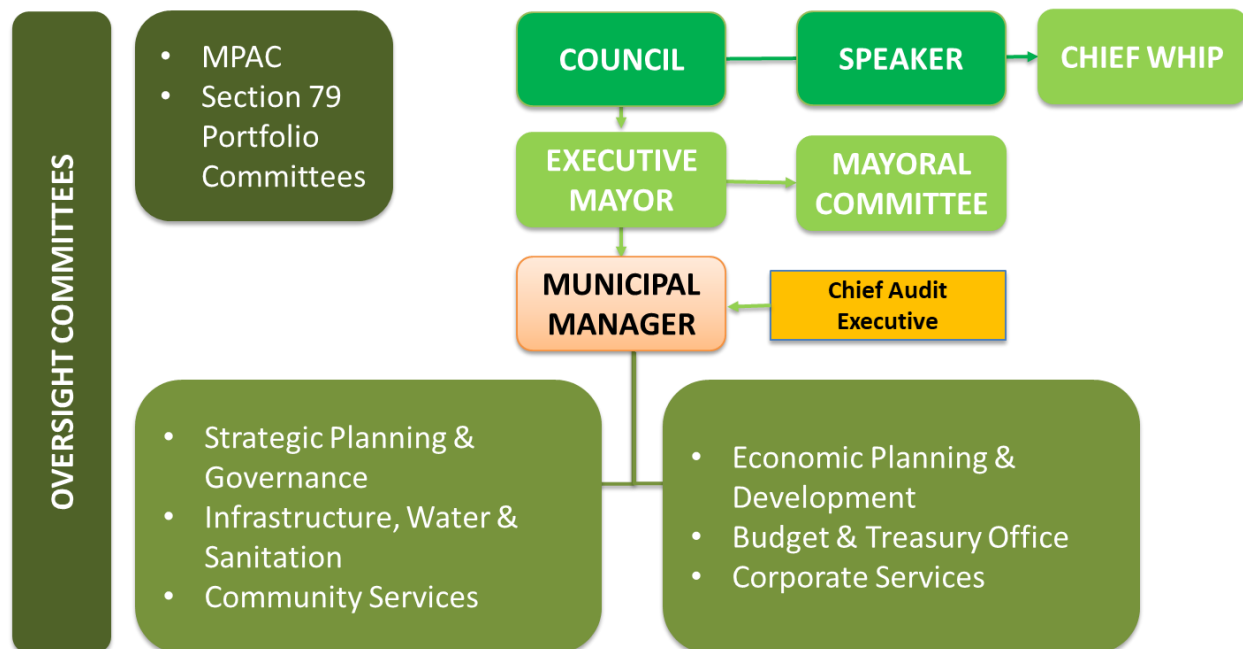 OVERSIGHT COMMITTEES
• MPAC
• Section 79
Portfolio
Committees
COUNCIL
SPEAKER
CHIEF WHIP
EXECUTIVE
MAYOR
MAYORAL
COMMITTEE
MUNICIPAL
MANAGER
Chief Audit
Executive
• Strategic Planning &
Governance
• Infrastructure, Water &
Sanitation
• Community Services
• Economic Planning &
Development
• Budget & Treasury Office
• Corporate Services